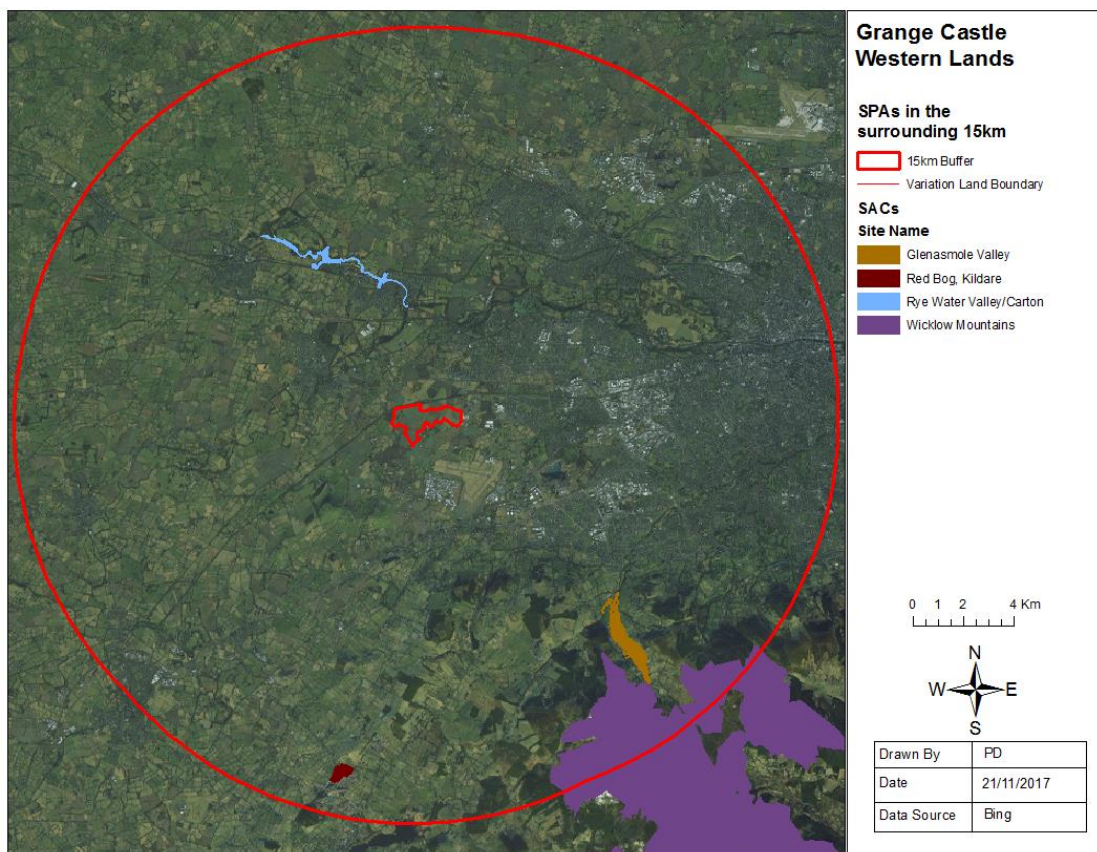 Grange Castle
Western Lands
SPAs in the
surrounding 15km
15km Buffer
Variation Land Boundary
SACs
Site Name
Glenasmole Valley
Red Bog, Kildare
Rye Water Valley/Carton
Wicklow Mountains
0 1 2 4 Km
N
W E
S
Drawn By PD
Date 21/11/2017
Data Source Bing